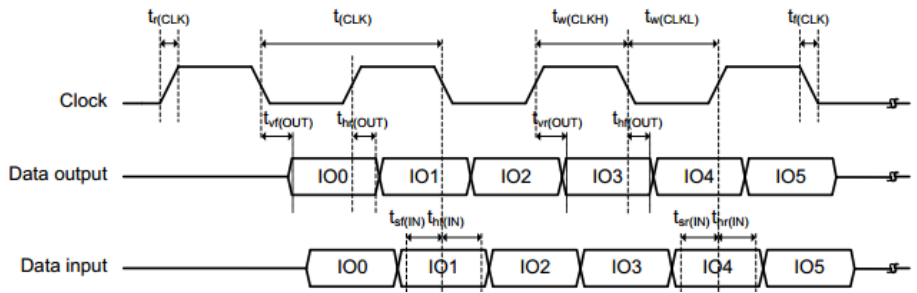 tr(CLK) t(CLK) tw(CLKH) tw(CLKL) tf(CLK)
Clock
tvf(OUT) thr(OUT) tvr(OUT) thf(OUT)
Data output IO0 IO1 IO2 IO3 IO4 IO5
tsf(IN) thf(IN) tsr(IN) thr(IN)
Data input IO0 IO1 IO2 IO3 IO4 IO5